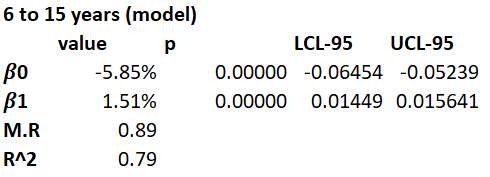 6 to 15 years (model)
value p LCL-95 UCL-95
β0 -5.85% 0.00000 -0.06454 -0.05239
β1 1.51% 0.00000 0.01449 0.015641
M.R 0.89
R^2 0.79